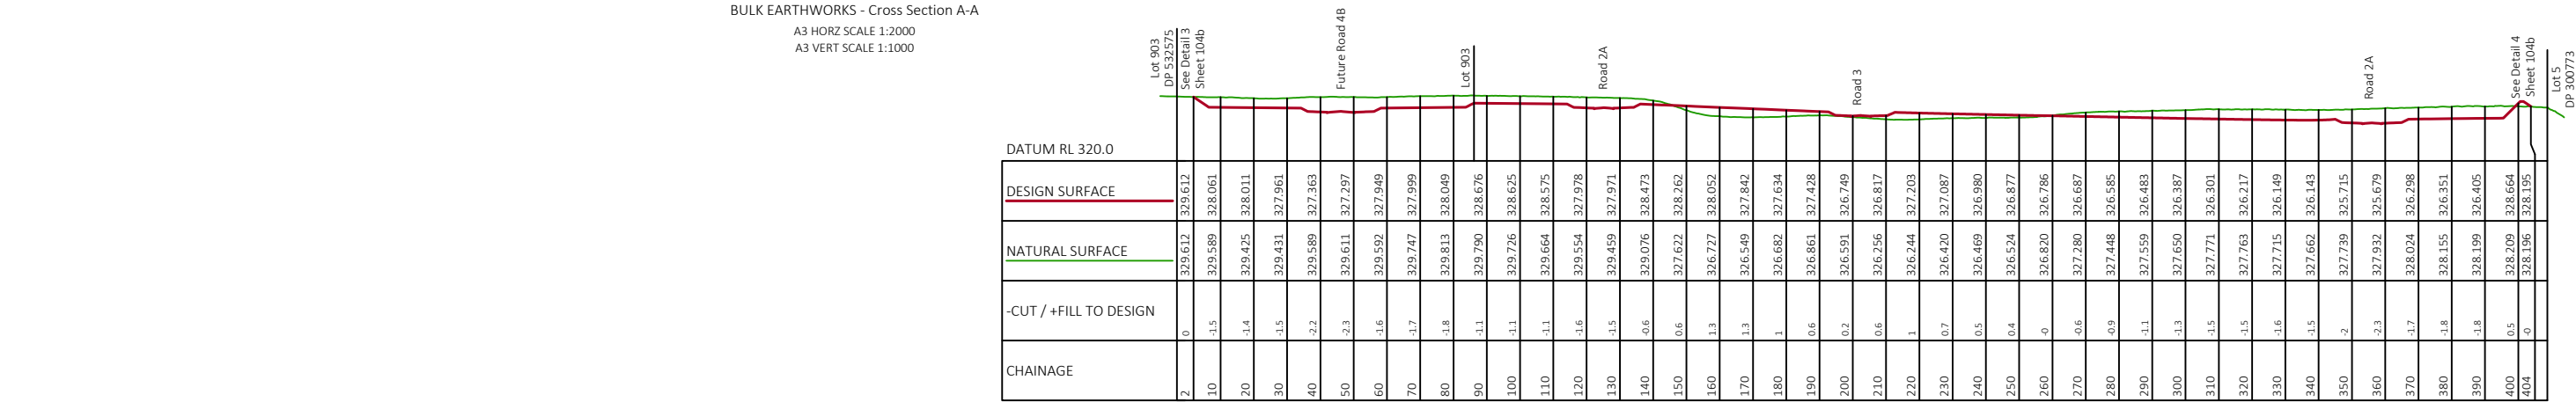 BULK EARTHWORKS - Cross Section A-A
A3 HORZ SCALE 1:2000
A3 VERT SCALE 1:1000
Lot 903
DP 532575
See Detail 3
Sheet 104b
Future Road 4B
Lot 903
Road 2A
Road 3
Road 2A
See Detail 4
Sheet 104b
Lot 5
DP 300773
DATUM RL 320.0
DESIGN SURFACE 329.612 328.061 328.011 327.961 327.363 327.297 327.949 327.999 328.049 328.676 328.625 328.575 327.978 327.971 328.473 328.262 328.052 327.842 327.634 327.428 326.749 326.817 327.203 327.087 326.980 326.877 326.786 326.687 326.585 326.483 326.387 326.301 326.217 326.149 326.143 325.715 325.679 326.298 326.351 326.405 328.664 328.195
NATURAL SURFACE 329.612 329.589 329.425 329.431 329.589 329.611 329.592 329.747 329.813 329.790 329.726 329.664 329.554 329.459 329.076 327.622 326.727 326.549 326.682 326.861 326.591 326.256 326.244 326.420 326.469 326.524 326.820 327.280 327.448 327.559 327.650 327.771 327.763 327.715 327.662 327.739 327.932 328.024 328.155 328.199 328.209 328.196
-CUT / +FILL TO DESIGN 0 -1.5 -1.4 -1.5 -2.2 -2.3 -1.6 -1.7 -1.8 -1.1 -1.1 -1.1 -1.6 -1.5 -0.6 0.6 1.3 1.3 1 0.6 0.2 0.6 1 0.7 0.5 0.4 -0 -0.6 -0.9 -1.1 -1.3 -1.5 -1.5 -1.6 -1.5 -2 -2.3 -1.7 -1.8 -1.8 0.5 -0
CHAINAGE 2 10 20 30 40 50 60 70 80 90 100 110 120 130 140 150 160 170 180 190 200 210 220 230 240 250 260 270 280 290 300 310 320 330 340 350 360 370 380 390 400 404